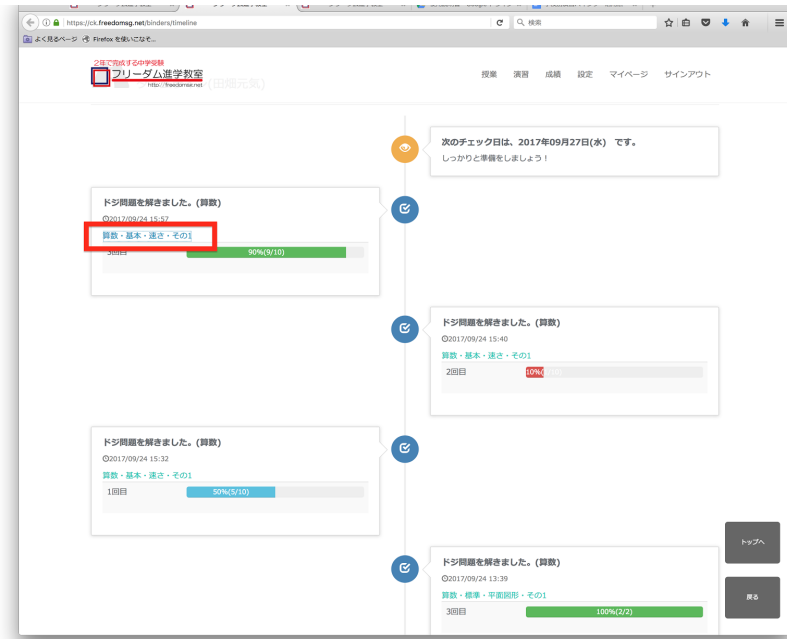 https://ck.freedomsg.net/binders/timeline
検索
よく見るページ
Firefox を使いこなそ...
2年で完成する中学受験
フリーダム進学教室
http://freedomsg.net
(田畑元気)
授業 演習 成績 設定 マイページ サインアウト
次のチェック日は、2017年09月27日(水) です。
しっかりと準備をしましょう！
ドジ問題を解きました。(算数)
2017/09/24 15:57
算数・基本・速さ・その1
3回目 90%(9/10)
ドジ問題を解きました。(算数)
2017/09/24 15:40
算数・基本・速さ・その1
2回目 10%(
ドジ問題を解きました。(算数)
2017/09/24 15:32
算数・基本・速さ・その1
1回目 50%(5/10)
ドジ問題を解きました。(算数)
2017/09/24 13:39
算数・標準・平面図形・その1
3回目 100%(2/2)
トップへ
戻る